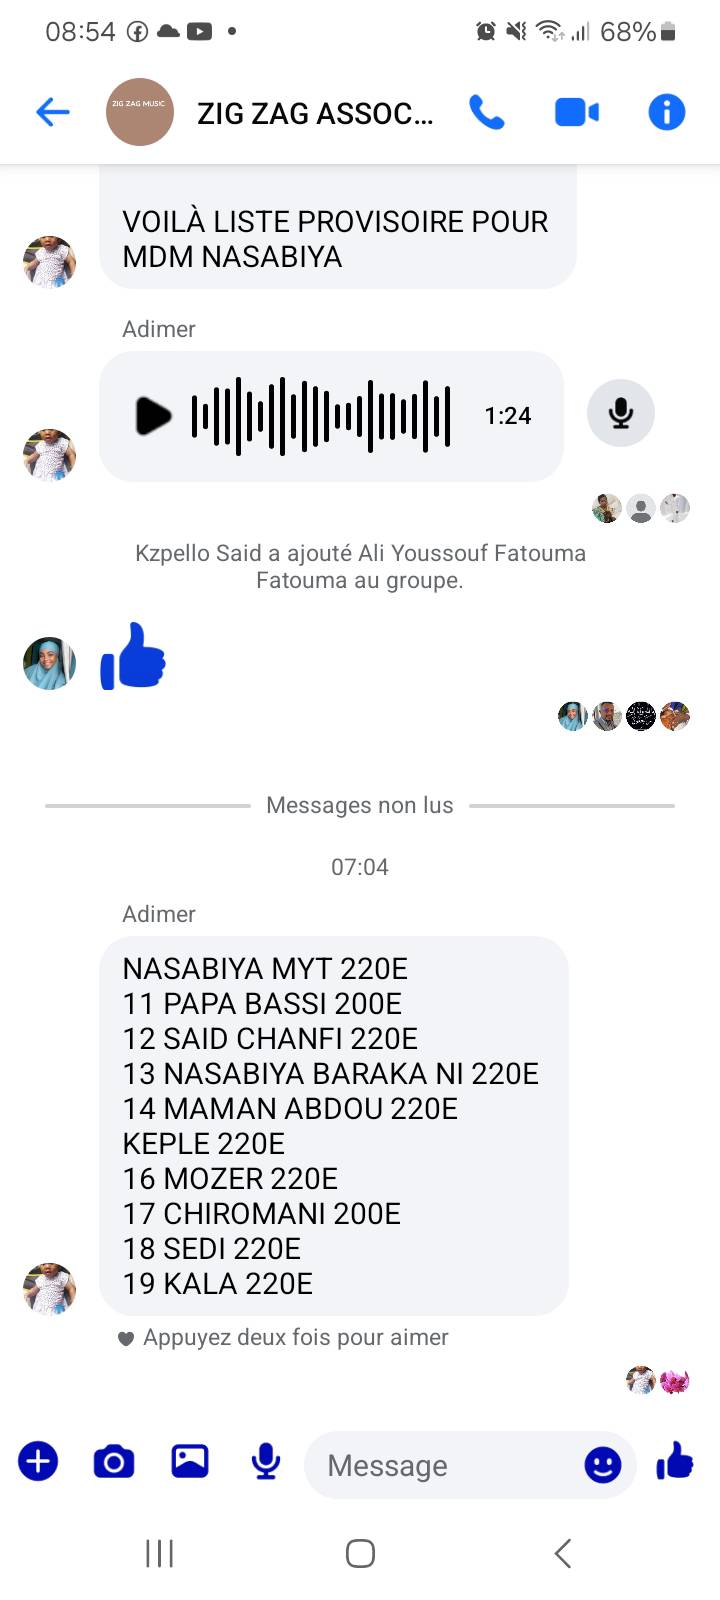 08:54
68%
ZIG ZAG MUSIC
ZIG ZAG ASSOC...
VOILÀ LISTE PROVISOIRE POUR
MDM NASABIYA
Adimer
1:24
Kzpello Said a ajouté Ali Youssouf Fatouma
Fatouma au groupe.
Messages non lus
07:04
Adimer
NASABIYA MYT 220E
11 PAPA BASSI 200E
12 SAID CHANFI 220E
13 NASABIYA BARAKA NI 220E
14 MAMAN ABDOU 220E
KEPLE 220E
16 MOZER 220E
17 CHIROMANI 200E
18 SEDI 220E
19 KALA 220E
Appuyez deux fois pour aimer
Message